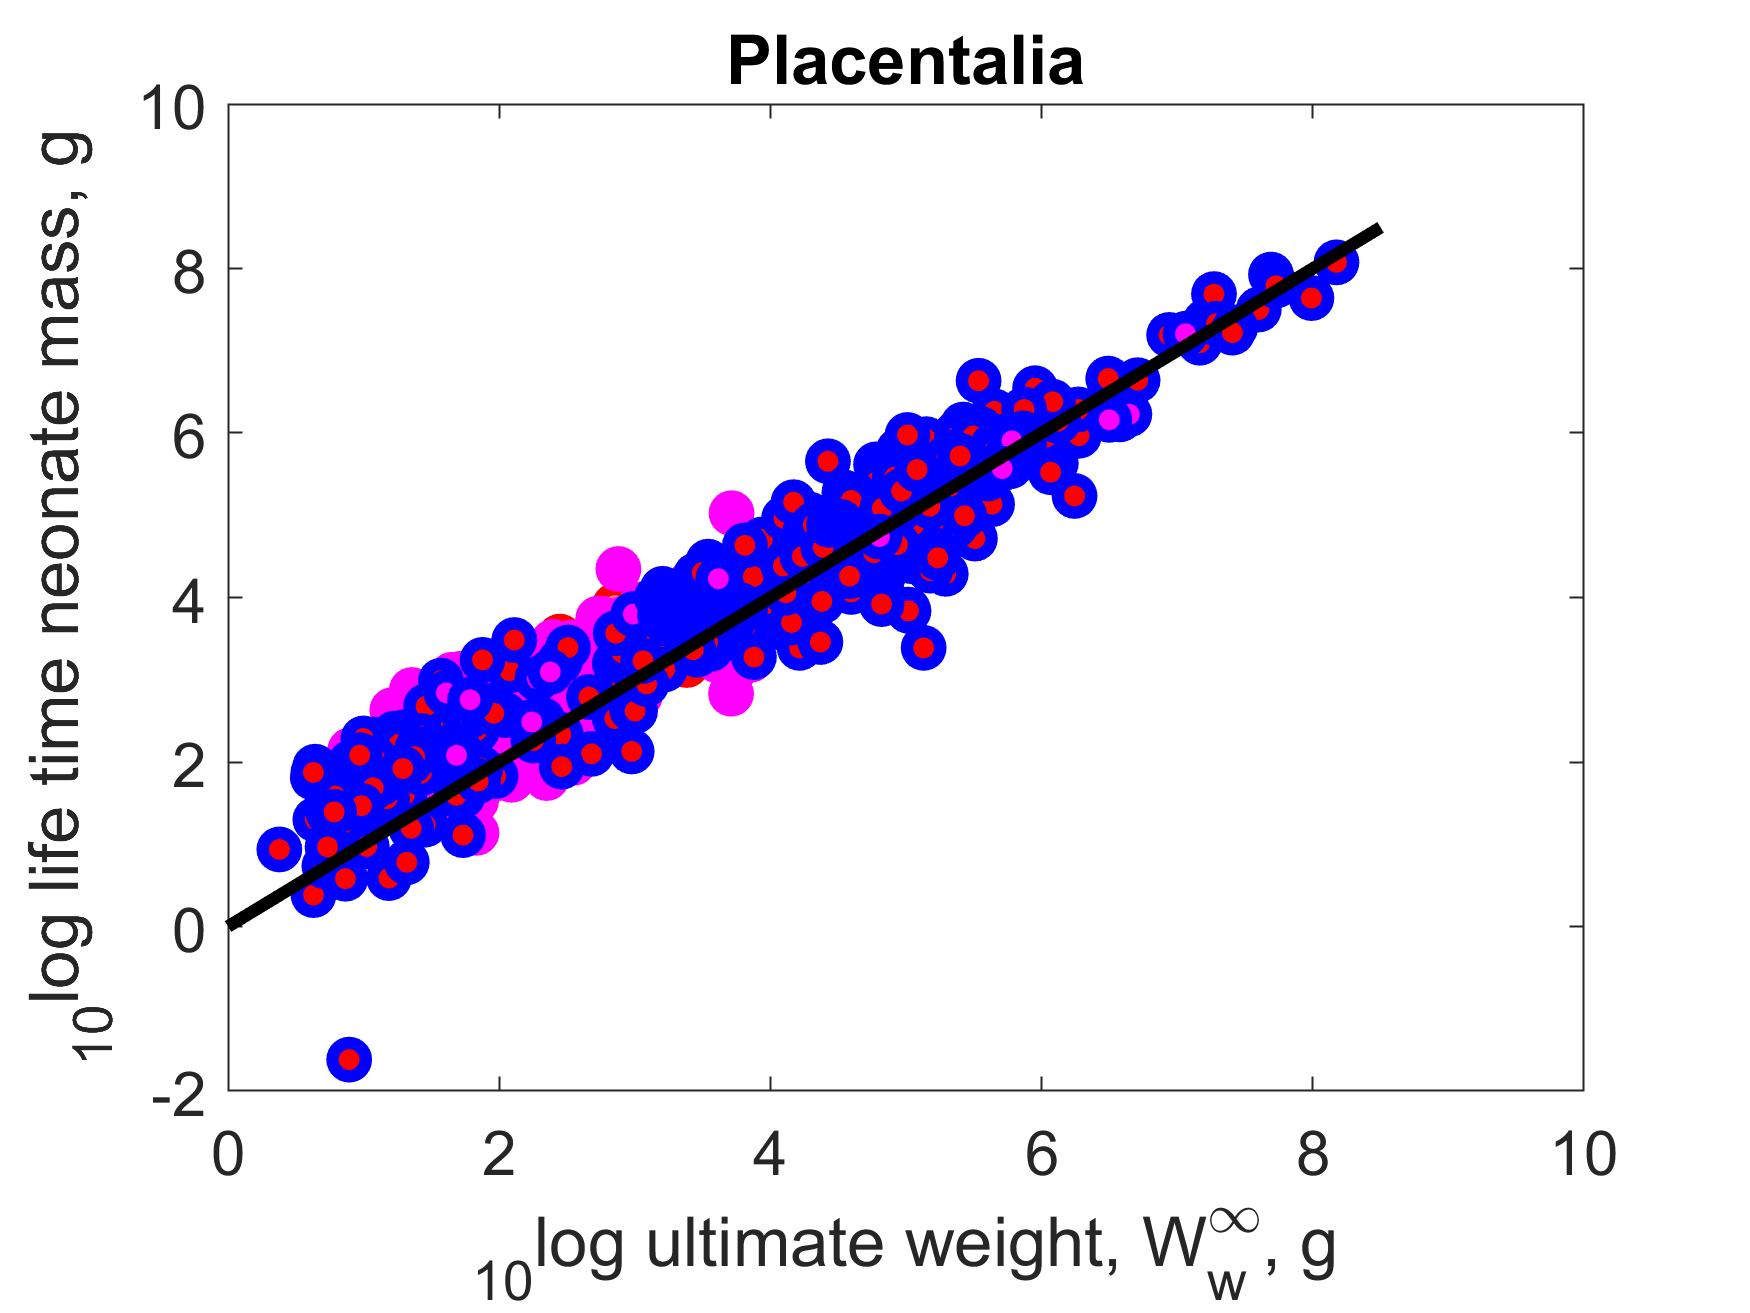 Placentalia
10log life time neonate mass, g
10
8
6
4
2
0
-2
0 2 4 6 8 10
10log ultimate weight, W∞w, g